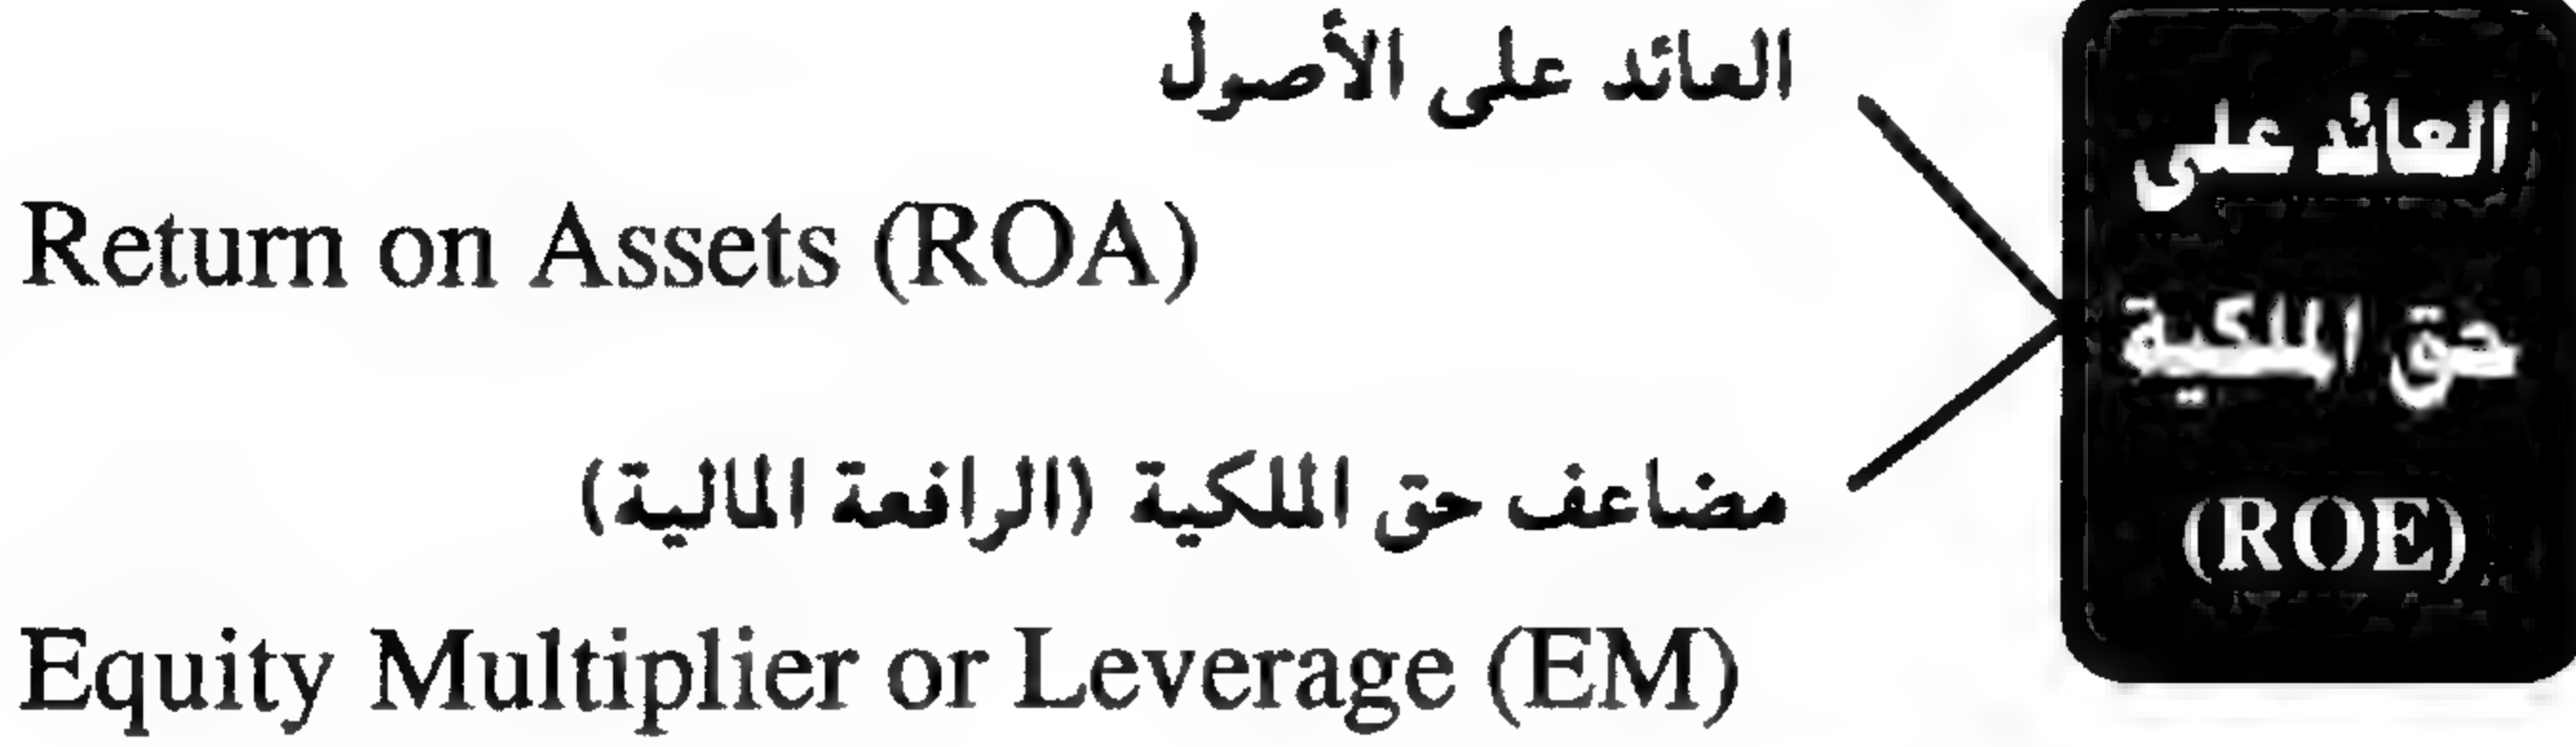 العائد على
حق الملكية
(ROE)
العائد على الأصول
Return on Assets (ROA)
مضاعف حق الملكية (الرافعة المالية)
Equity Multiplier or Leverage (EM)